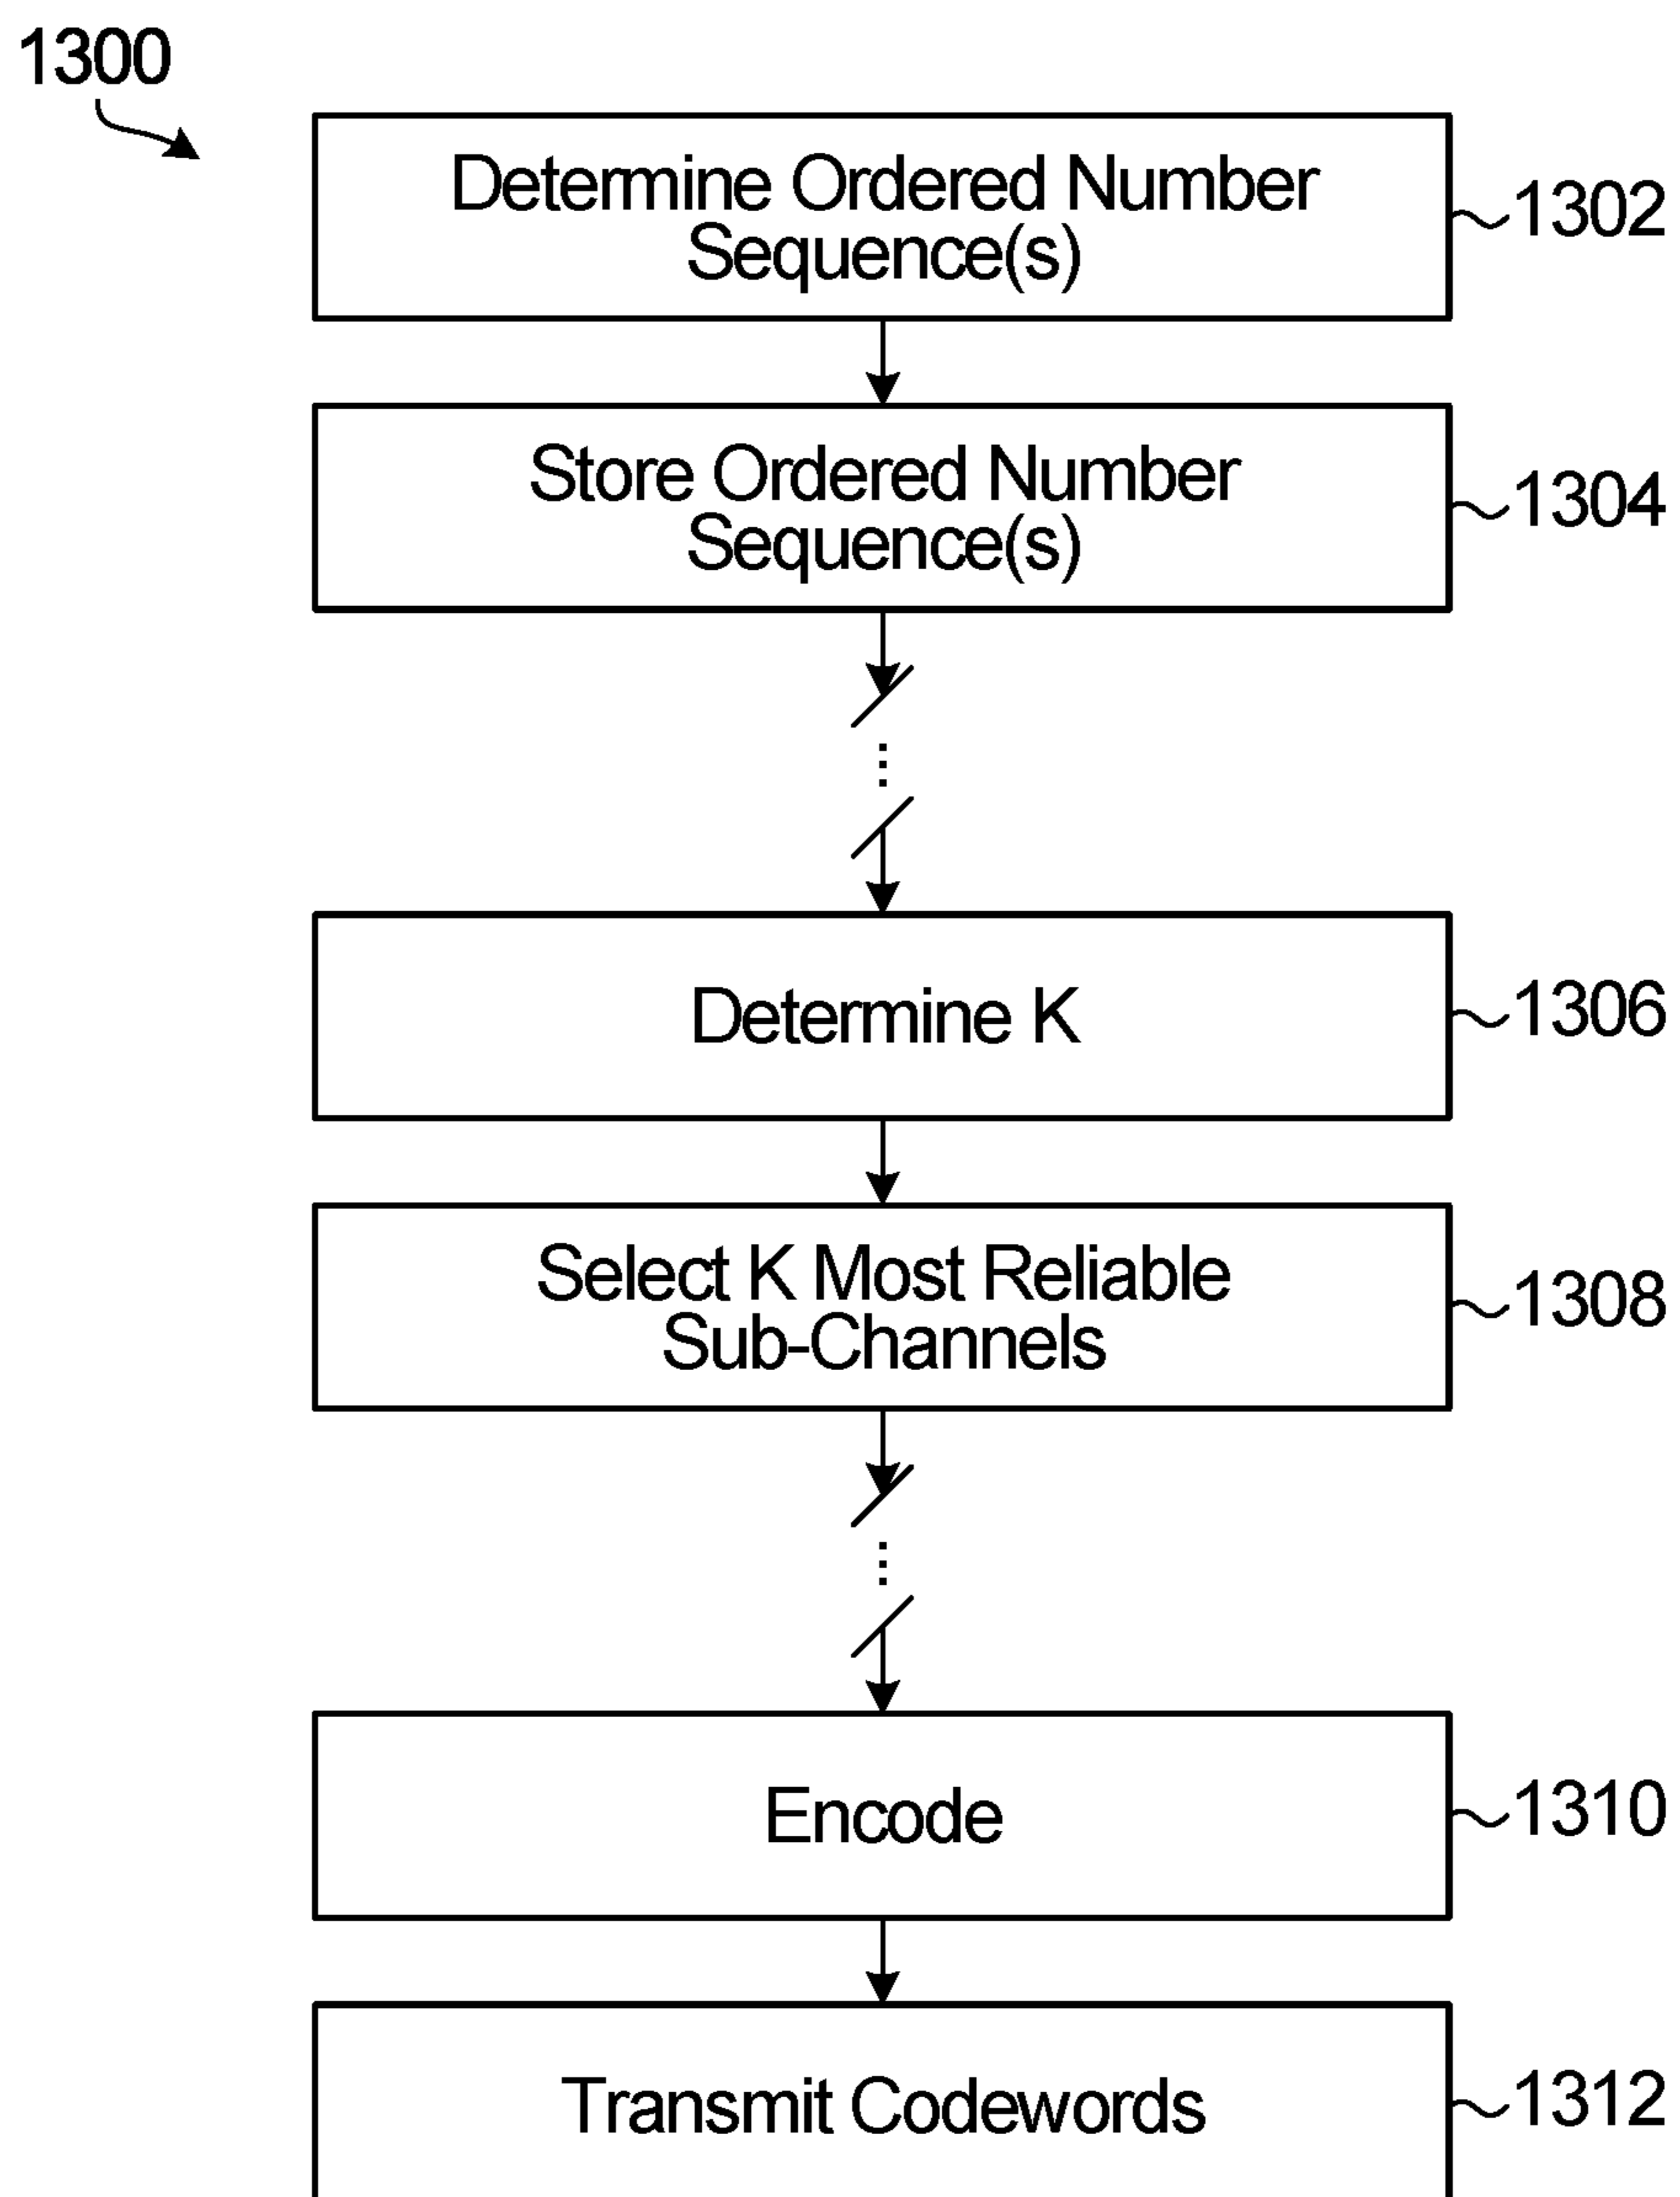 1300
Determine Ordered Number
Sequence(s)
1302
Store Ordered Number
Sequence(s)
1304
Determine K
1306
Select K Most Reliable
Sub-Channels
1308
Encode
1310
Transmit Codewords
1312